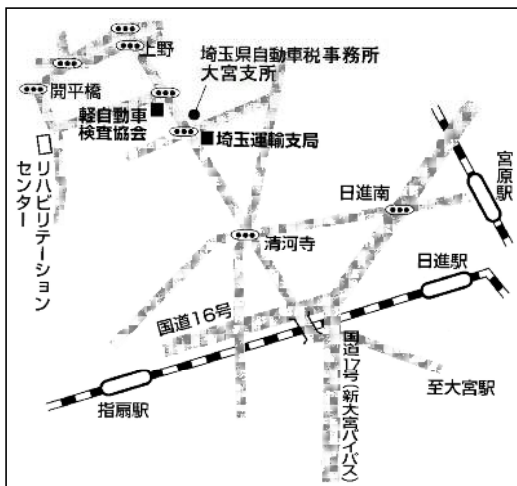 上野
埼玉県自動車税事務所
大宮支所
開平橋
軽自動車
検査協会
埼玉運輸支局
リハビリテーション
センター
宮原駅
日進南
清河寺
日進駅
国道16号
国道17号(新大宮バイパス)
至大宮駅
指扇駅